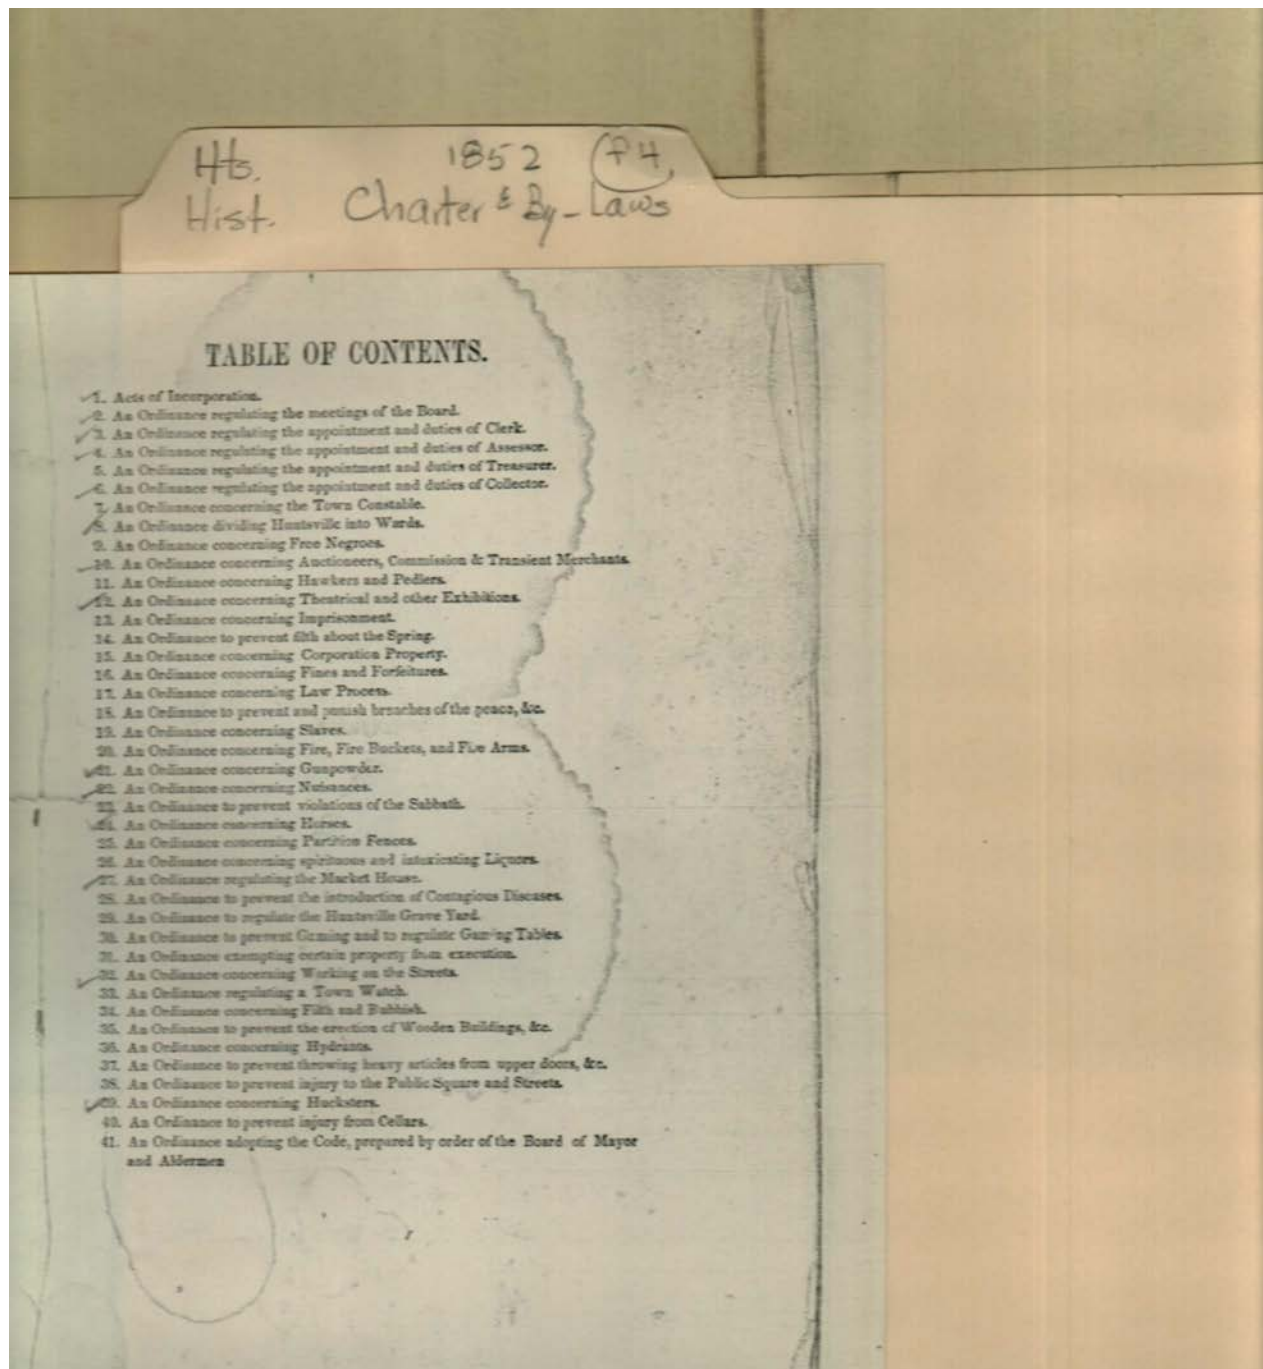 Hts. 1852 (P4)
Hist. Charter & By-Laws
TABLE OF CONTENTS.
1. Acts of Incorporation.
2. An Ordinance regulating the meetings of the Board.
3. An Ordinance regulating the appointment and duties of Clerk.
4. An Ordinance regulating the appointment and duties of Assessor.
5. An Ordinance regulating the appointment and duties of Treasurer.
6. An Ordinance regulating the appointment and duties of Collector.
7. An Ordinance concerning the Town Constable.
8. An Ordinance dividing Huntsville into Wards.
9. An Ordinance concerning Free Negroes.
10. An Ordinance concerning Auctioneers, Commission & Transient Merchants.
11. An Ordinance concerning Hawkers and Pedlers.
12. An Ordinance concerning Theatrical and other Exhibitions.
13. An Ordinance concerning Imprisonment.
14. An Ordinance to prevent filth about the Spring.
15. An Ordinance concerning Corporation Property.
16. An Ordinance concerning Fines and Forfeitures.
17. An Ordinance concerning Law Process.
18. An Ordinance to prevent and punish breaches of the peace, &c.
19. An Ordinance concerning Slaves.
20. An Ordinance concerning Fire, Fire Buckets, and Fire Arms.
21. An Ordinance concerning Gunpowder.
22. An Ordinance concerning Nuisances.
23. An Ordinance to prevent violations of the Sabbath.
24. An Ordinance concerning Horses.
25. An Ordinance concerning Partition Fences.
26. An Ordinance concerning spirituous and intoxicating Liquors.
27. An Ordinance regulating the Market House.
28. An Ordinance to prevent the introduction of Contagious Diseases.
29. An Ordinance to regulate the Huntsville Grave Yard.
30. An Ordinance to prevent Gaming and to regulate Gaming Tables.
31. An Ordinance exempting certain property from execution.
32. An Ordinance concerning Working on the Streets.
33. An Ordinance regulating a Town Watch.
34. An Ordinance concerning Filth and Rubbish.
35. An Ordinance to prevent the erection of Wooden Buildings, &c.
36. An Ordinance concerning Hydrants.
37. An Ordinance to prevent throwing heavy articles from upper doors, &c.
38. An Ordinance to prevent injury to the Public Square and Streets.
39. An Ordinance concerning Hucksters.
40. An Ordinance to prevent injury from Cellars.
41. An Ordinance adopting the Code, prepared by order of the Board of Mayor
and Aldermen